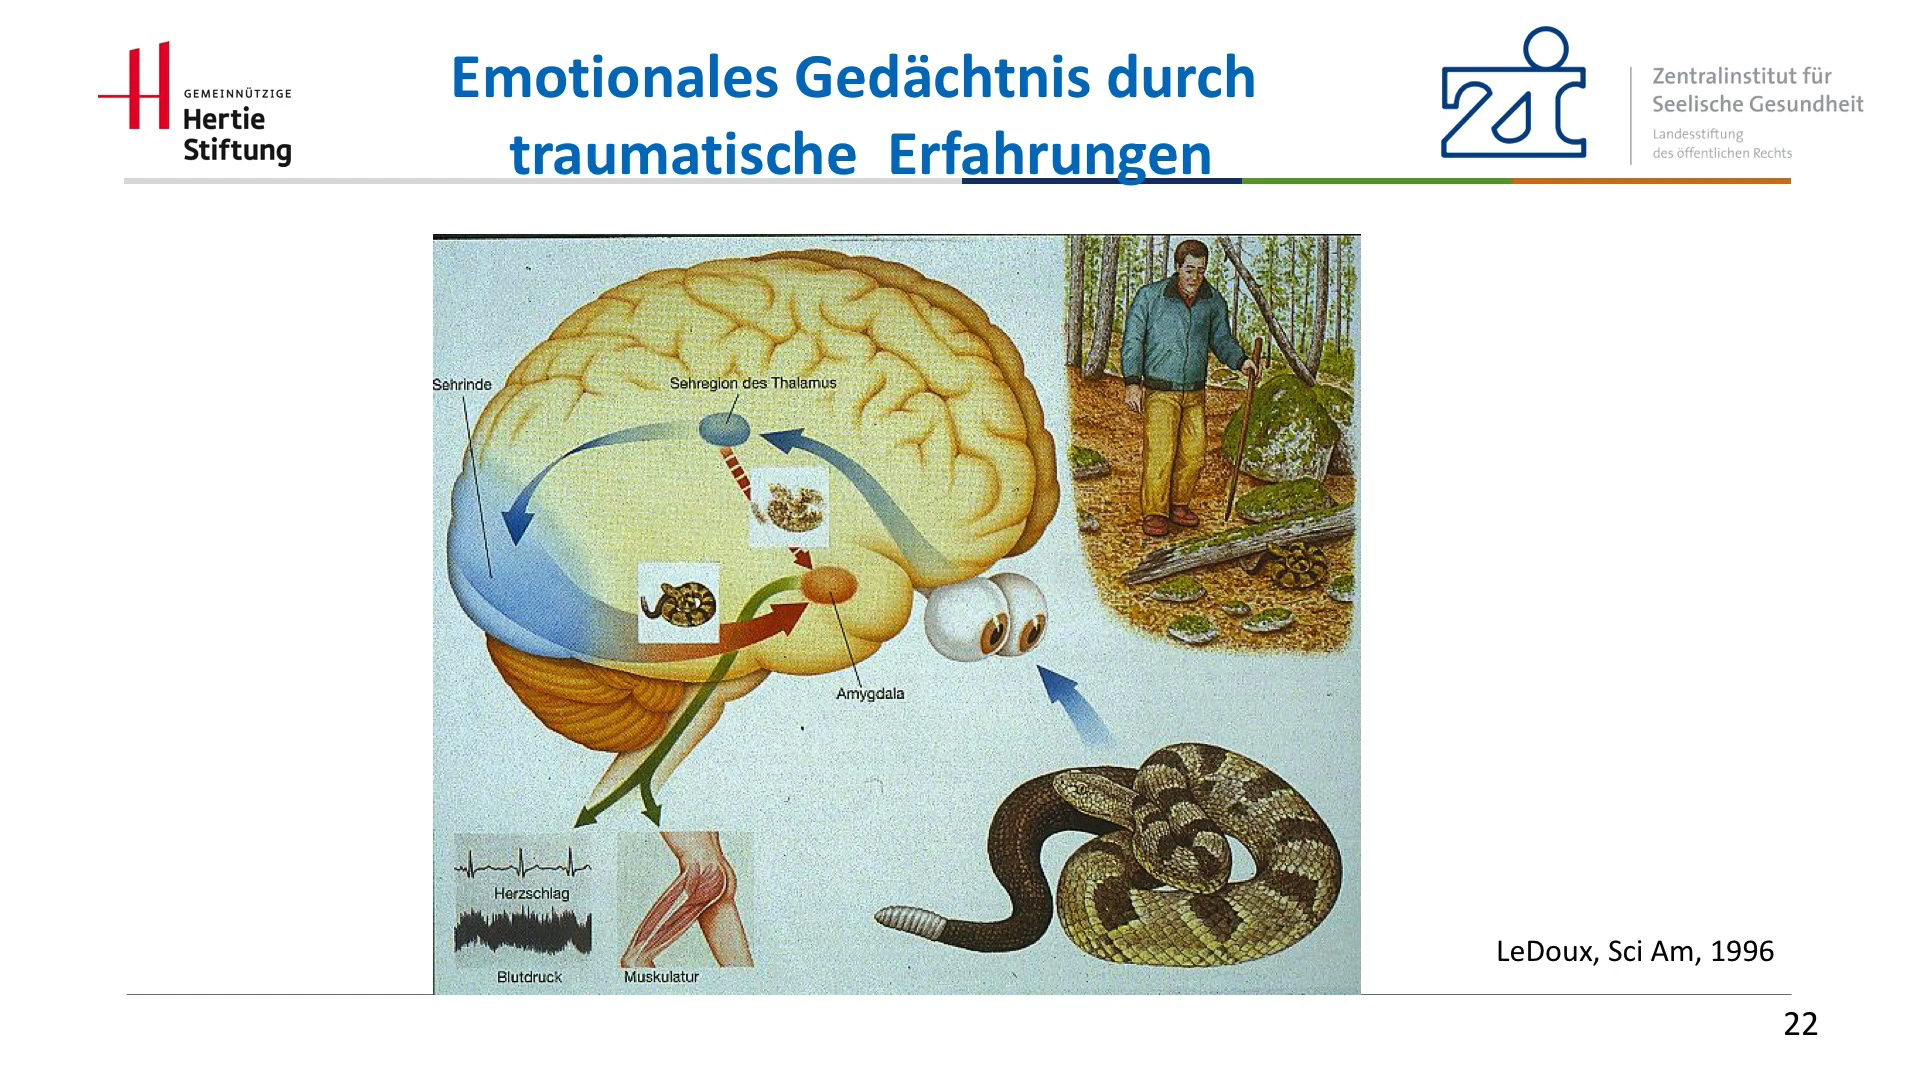 GEMEINNÜTZIGE
Hertie
Stiftung
Emotionales Gedächtnis durch
traumatische  Erfahrungen
Zentralinstitut für
Seelische Gesundheit
Landesstiftung
des öffentlichen Rechts
Sehrinde
Sehregion des Thalamus
Amygdala
Herzschlag
Blutdruck
Muskulatur
LeDoux, Sci Am, 1996
22